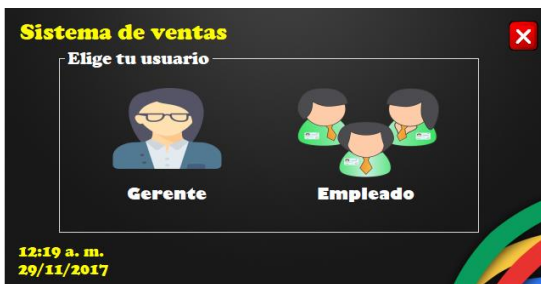 Sistema de ventas
Elige tu usuario
Gerente
Empleado
12:19 a. m.
29/11/2017